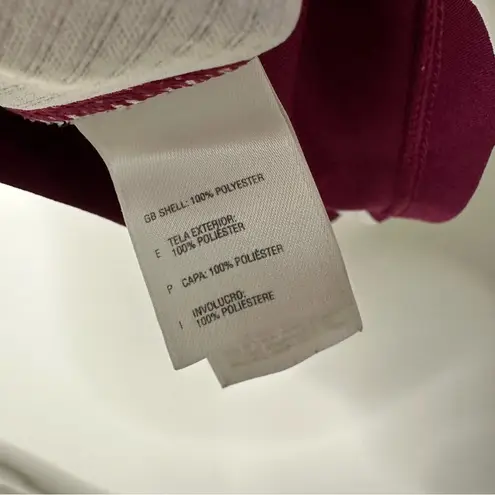 GB SHELL: 100% POLYESTER
E TELA EXTERIOR:
100% POLIÉSTER
P CAPA: 100% POLIÉSTER
I INVOLUCRO:
100% POLIESTERE